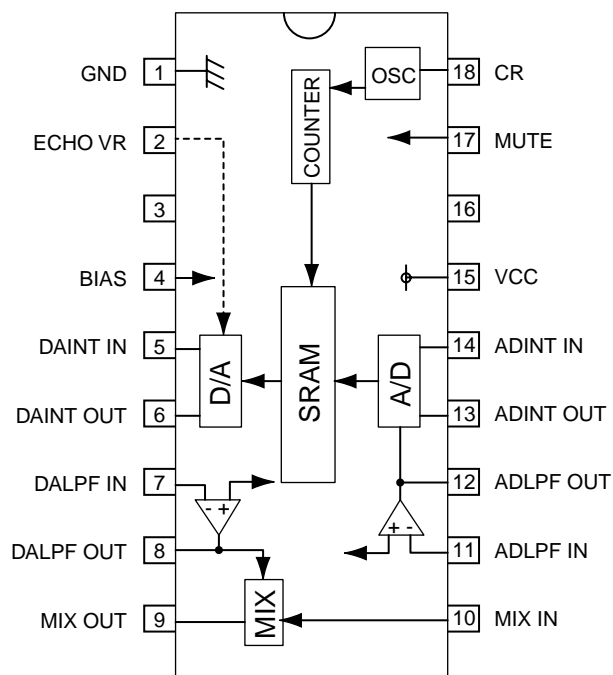 GND 1 OSC 18 CR
ECHO VR 2 COUNTER 17 MUTE
3 16
BIAS 4 15 VCC
DAINT IN 5 D/A SRAM A/D 14 ADINT IN
DAINT OUT 6 13 ADINT OUT
DALPF IN 7 - + 12 ADLPF OUT
DALPF OUT 8 + - 11 ADLPF IN
MIX OUT 9 MIX 10 MIX IN